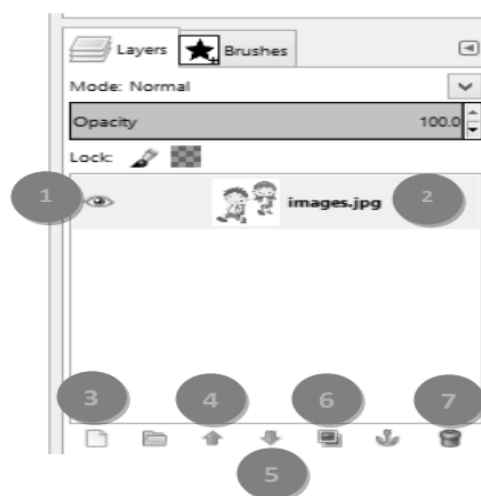 Layers Brushes
Mode: Normal
Opacity 100.0
Lock:
1 images.jpg 2
3 4 6 7
5